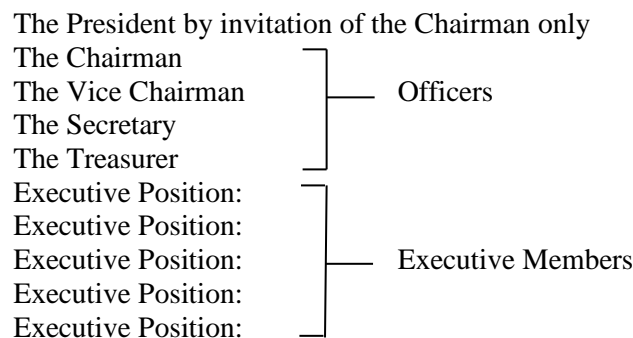 The President by invitation of the Chairman only
The Chairman
The Vice Chairman Officers
The Secretary
The Treasurer
Executive Position:
Executive Position:
Executive Position: Executive Members
Executive Position:
Executive Position: